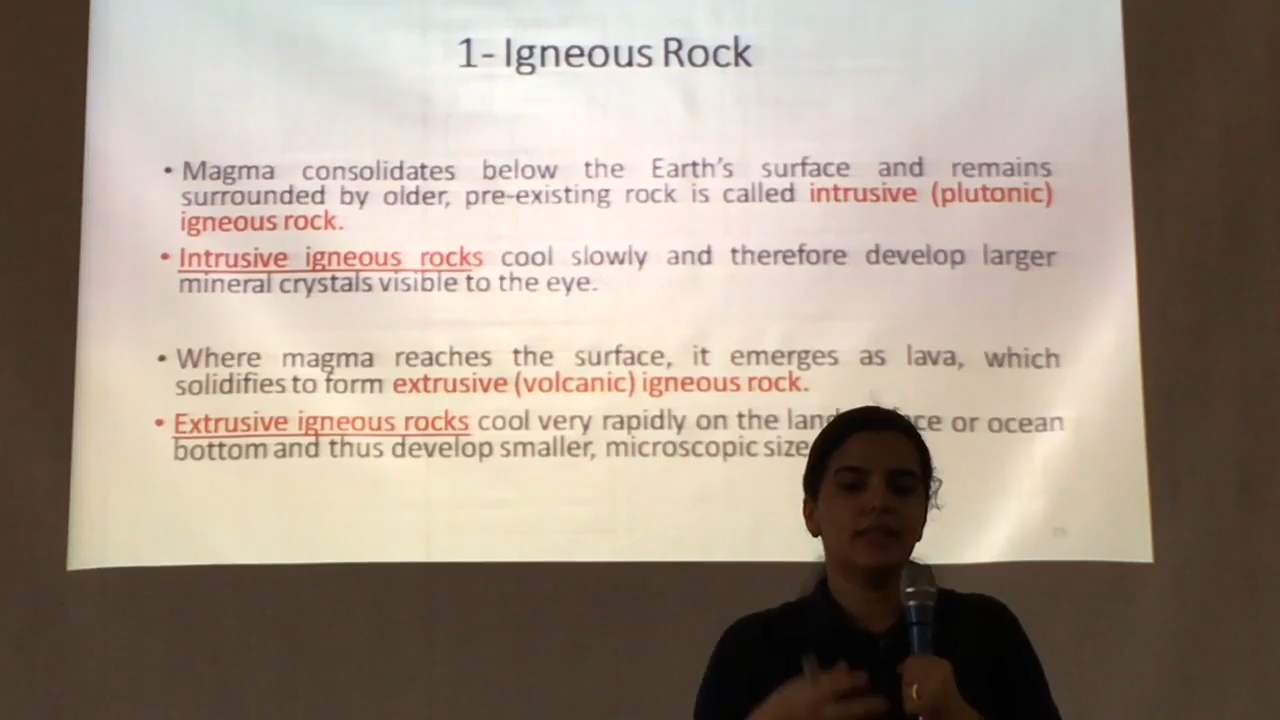 1- Igneous Rock
• Magma consolidates below the Earth's surface and remains
surrounded by older, pre-existing rock is called intrusive (plutonic)
igneous rock.
• Intrusive igneous rocks cool slowly and therefore develop larger
mineral crystals visible to the eye.
• Where magma reaches the surface, it emerges as lava, which
solidifies to form extrusive (volcanic) igneous rock.
• Extrusive igneous rocks cool very rapidly on the or ocean
bottom and thus develop smaller, microscopic size